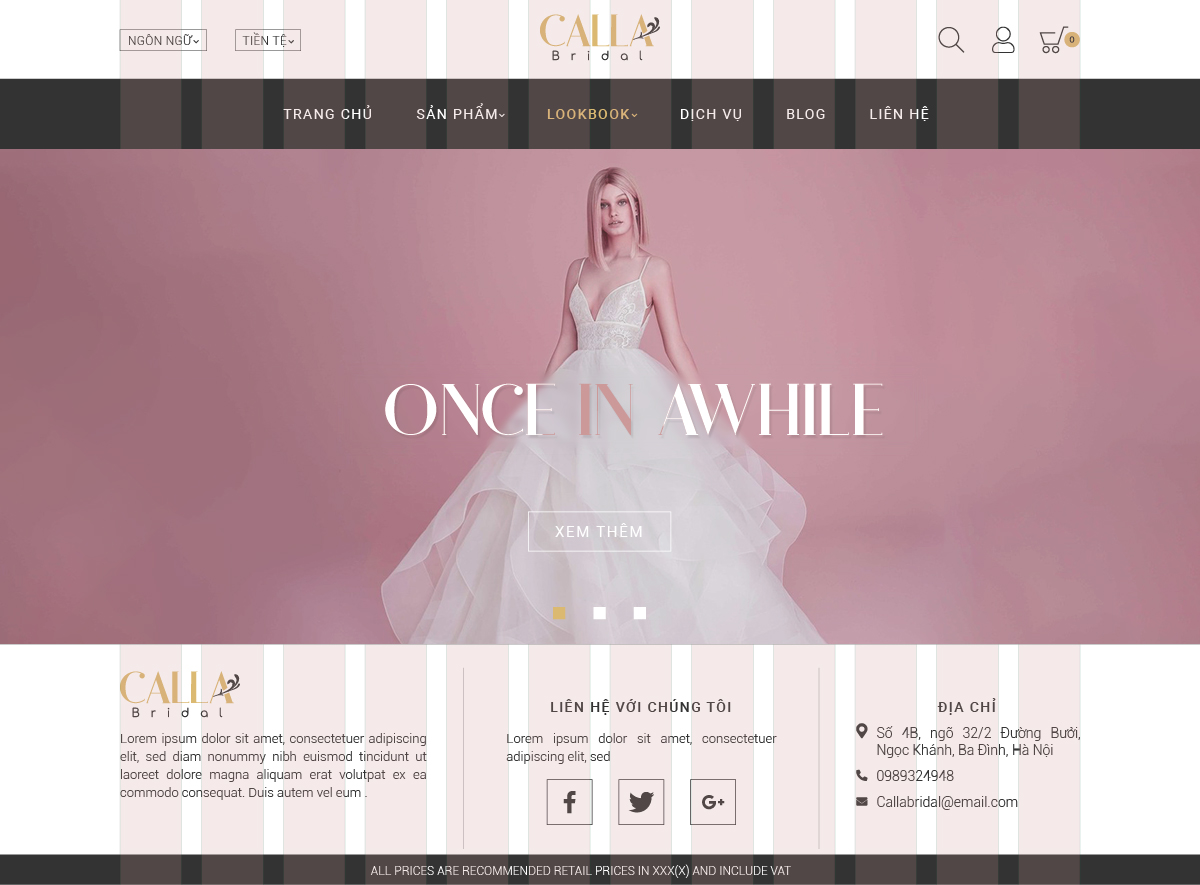 NGÔN NGỮ
TIỀN TỆ
CALLA
Bridal
0
TRANG CHỦ SẢN PHẨM LOOKBOOK DỊCH VỤ BLOG LIÊN HỆ
ONCE IN AWHILE
XEM THÊM
CALLA
Bridal
Lorem ipsum dolor sit amet, consectetuer adipiscing
elit, sed diam nonummy nibh euismod tincidunt ut
laoreet dolore magna aliquam erat volutpat ex ea
commodo consequat. Duis autem vel eum .
LIÊN HỆ VỚI CHÚNG TÔI
Lorem ipsum dolor sit amet, consectetuer
adipiscing elit, sed
f
G+
ĐỊA CHỈ
Số 4B, ngõ 32/2 Đường Bưởi,
Ngọc Khánh, Ba Đình, Hà Nội
0989324948
Callabridal@email.com
ALL PRICES ARE RECOMMENDED RETAIL PRICES IN XXX(X) AND INCLUDE VAT